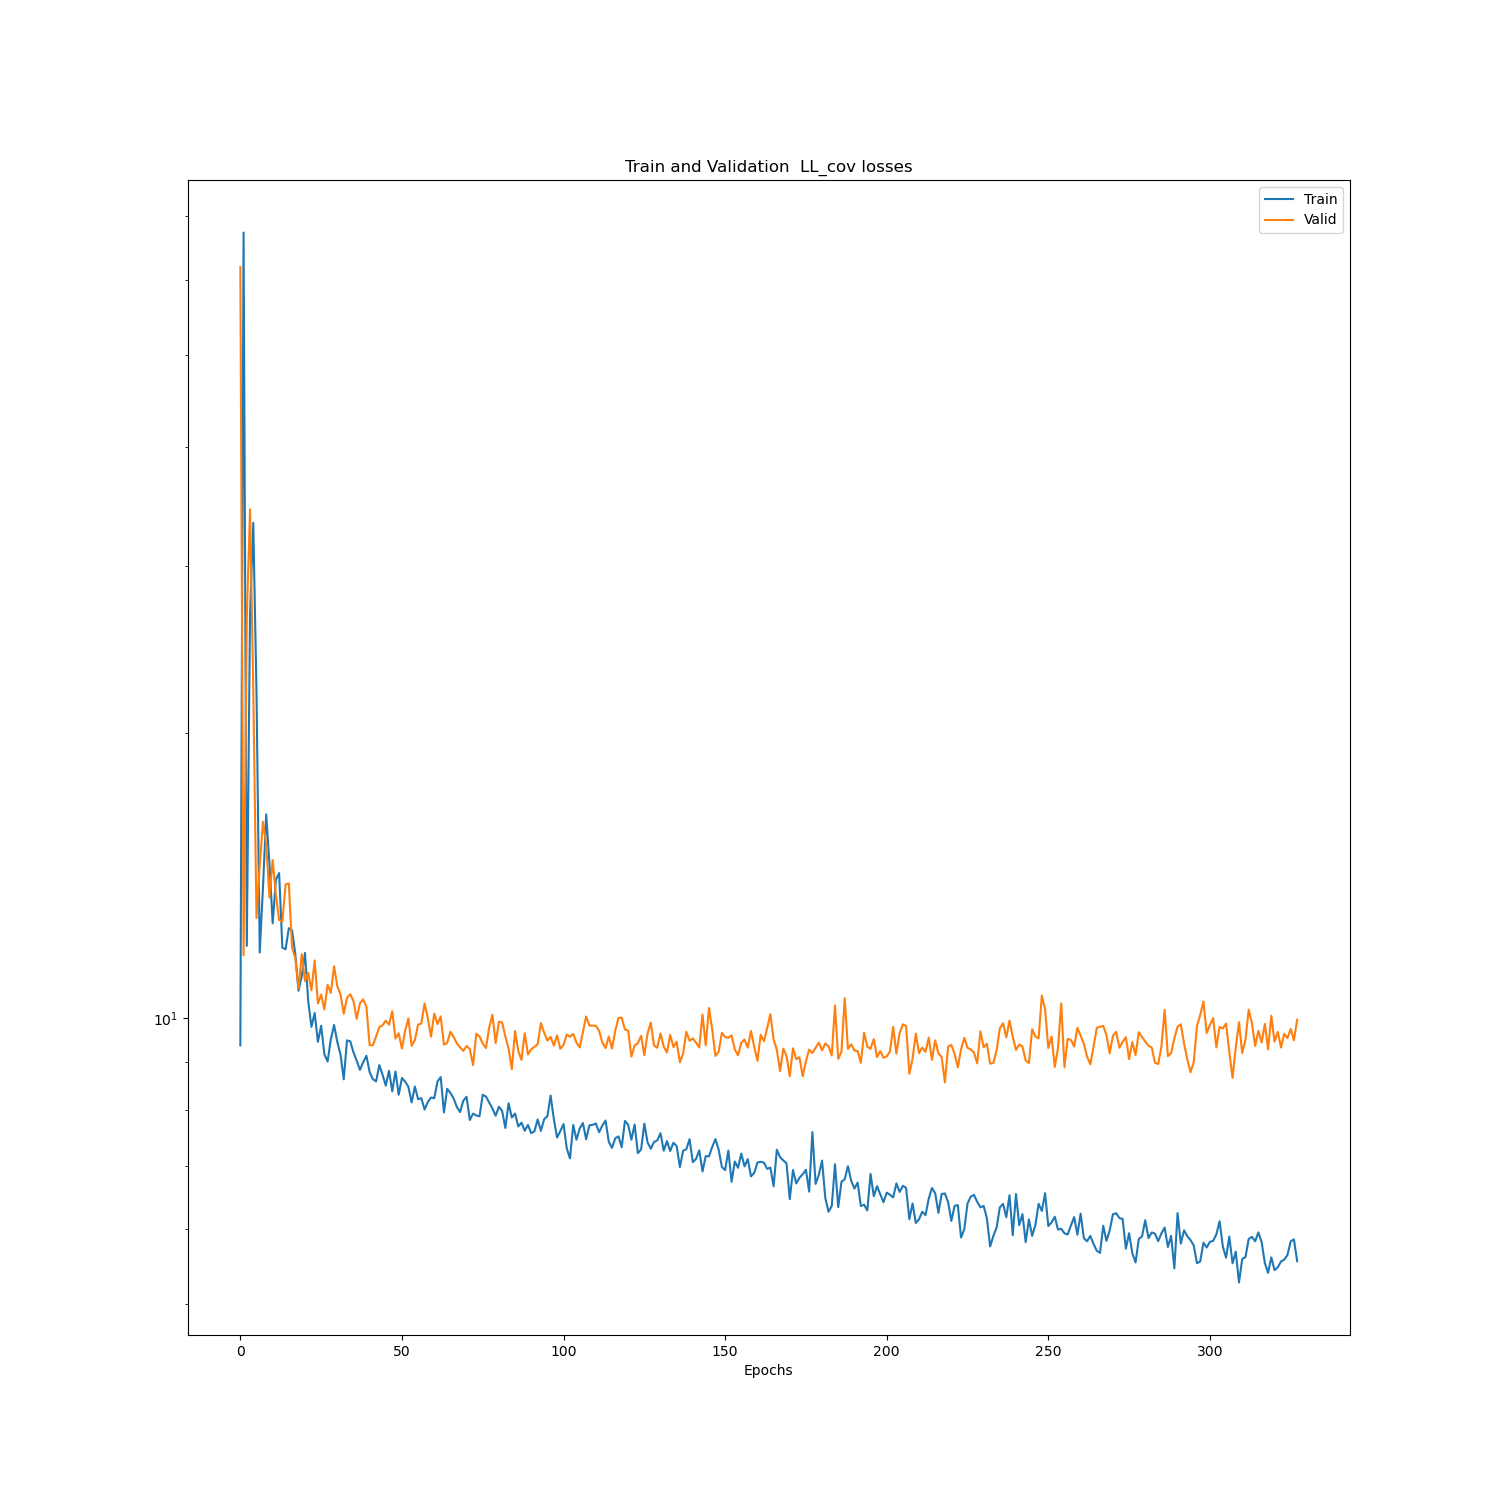 Train and Validation  LL_cov losses
Train
Valid
10¹
0 50 100 150 200 250 300
Epochs